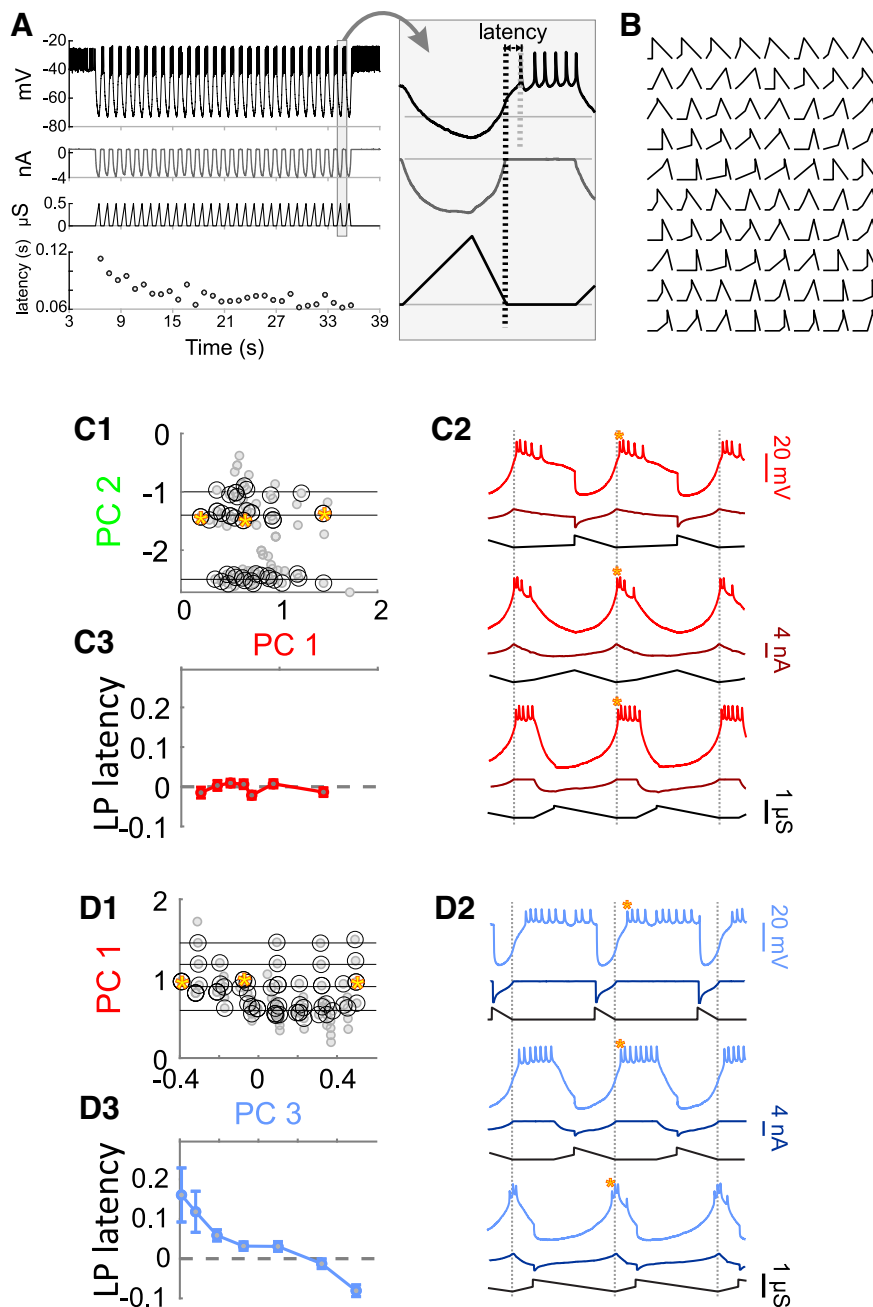 A
latency
B
-20
-40
-60
-80
mV
0
-4
nA
0.5
0
µS
0.12
0.06
latency (s)
3 9 15 21 27 33 39
Time (s)
C1
0
-1
-2
PC 2
0 1 2
PC 1
C2
20 mV
4 nA
1 µS
C3
0.2
0.1
0
-0.1
LP latency
D1
2
1
0
PC 1
-0.4 0 0.4
PC 3
D2
20 mV
4 nA
1 µS
D3
0.2
0.1
0
-0.1
LP latency